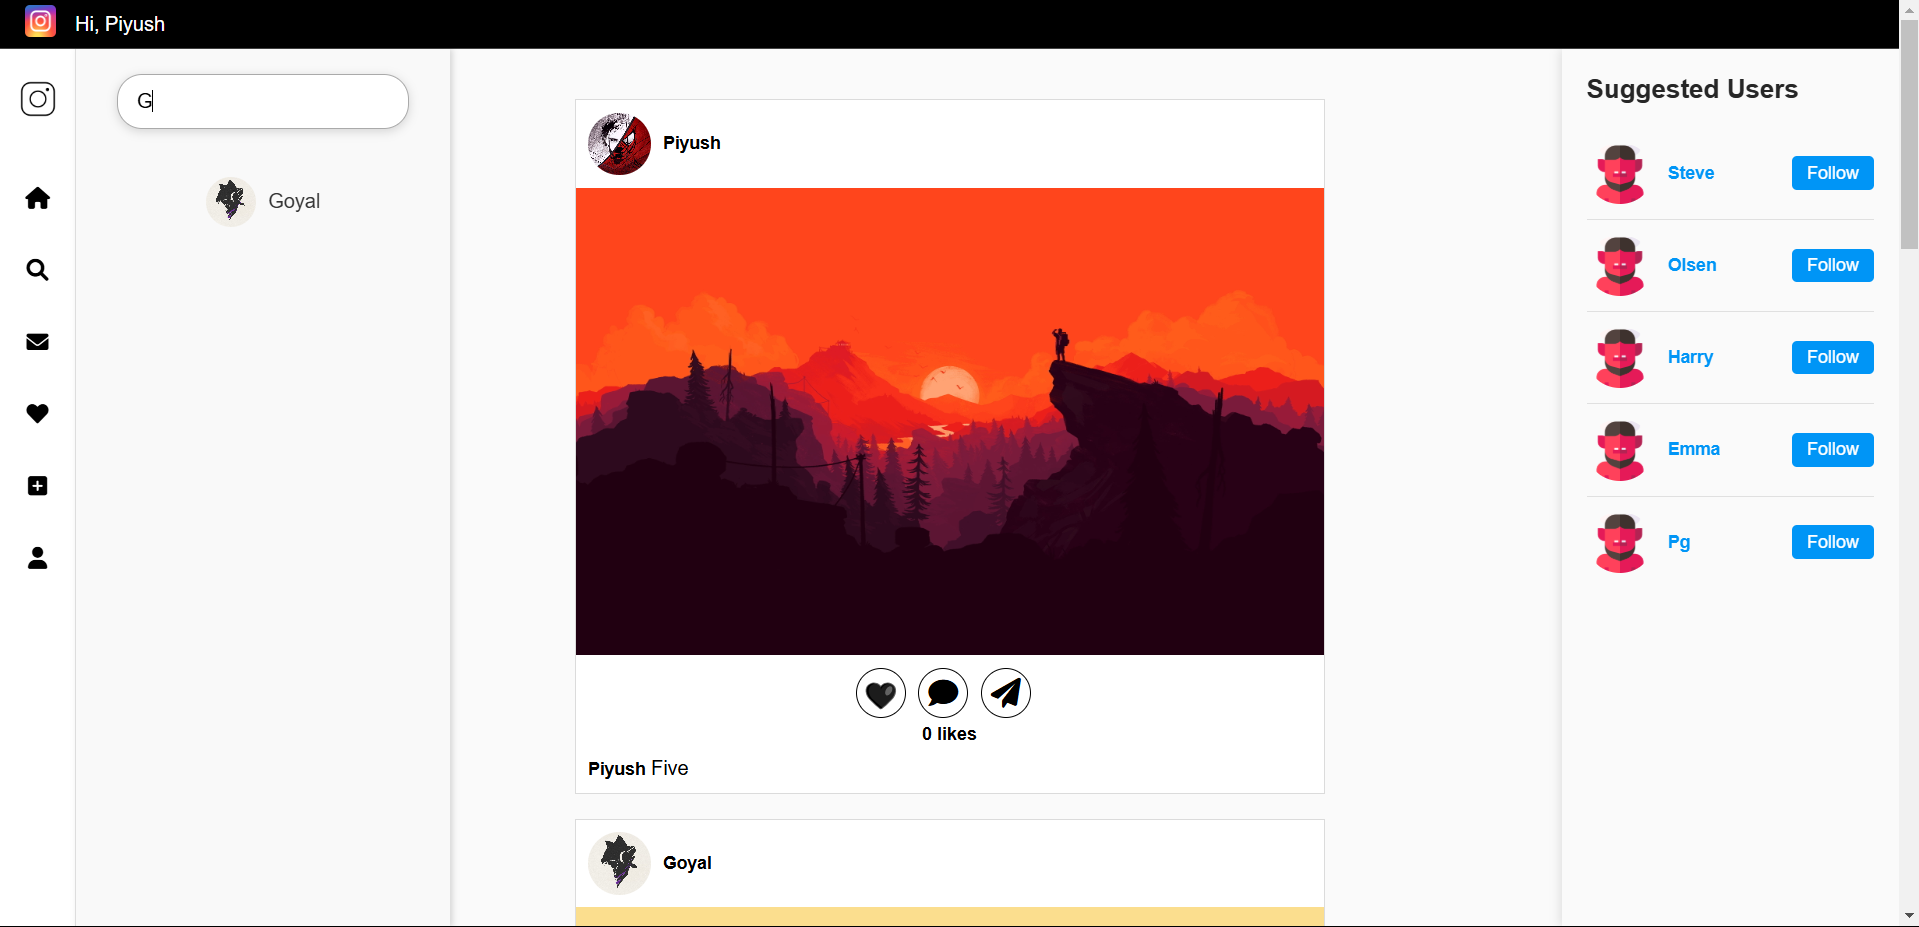 Hi, Piyush
G
Goyal
Piyush
0 likes
Piyush Five
Goyal
Suggested Users
Steve Follow
Olsen Follow
Harry Follow
Emma Follow
Pg Follow